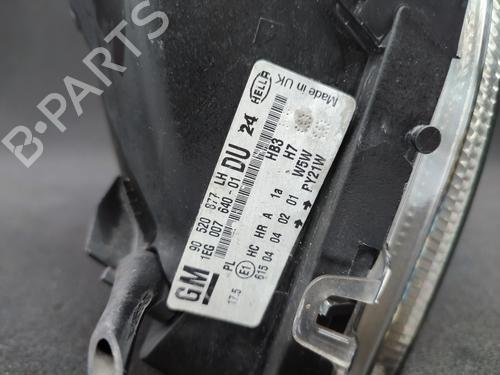 B
Made in UK
HELLA
GM
90 520 877 LH
1EG 007 640-01
DU 24
HB3
H7
W5W
PY21W
PL E1 HC HR A 1a
17.5 615 04 04 02 01
B-PARTS